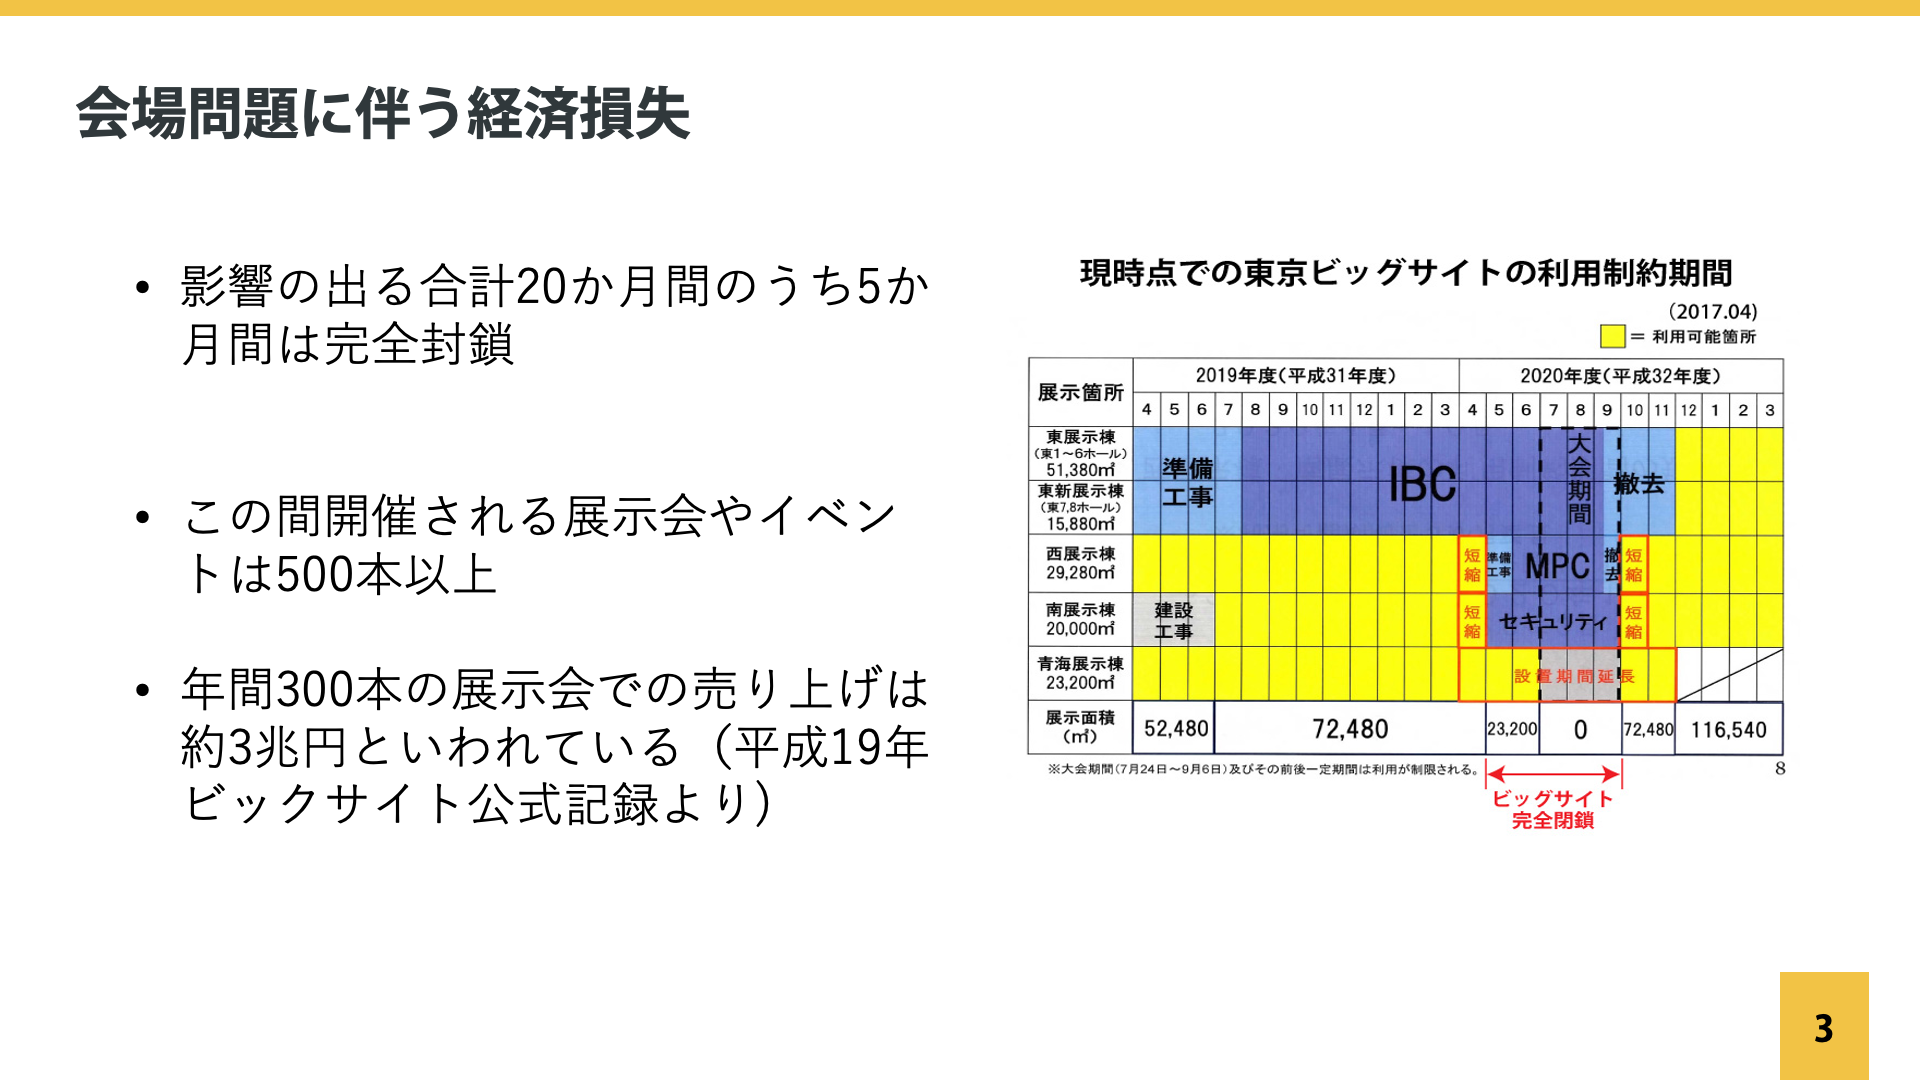 会場問題に伴う経済損失
• 影響の出る合計20か月間のうち5か
月間は完全封鎖
• この間開催される展示会やイベン
トは500本以上
• 年間300本の展示会での売り上げは
約3兆円といわれている（平成19年
ビックサイト公式記録より）
現時点での東京ビッグサイトの利用制約期間
（2017.04）
＝ 利用可能箇所
展示箇所
2019年度（平成31年度）
2020年度（平成32年度）
4 5 6 7 8 9 10 11 12 1 2 3 4 5 6 7 8 9 10 11 12 1 2 3
東展示棟
（東1～6ホール）
51,380㎡
東新展示棟
（東7,8ホール）
15,880㎡
準備
工事
IBC
大会期間
撤去
西展示棟
29,280㎡
短縮
準備
工事
MPC
撤去
短縮
南展示棟
20,000㎡
建設
工事
短縮
セキュリティ
短縮
青海展示棟
23,200㎡
設置期間延長
展示面積
（㎡）
52,480
72,480
23,200
0
72,480
116,540
※大会期間（7月24日～9月6日）及びその前後一定期間は利用が制限される。
8
ビッグサイト
完全閉鎖
3